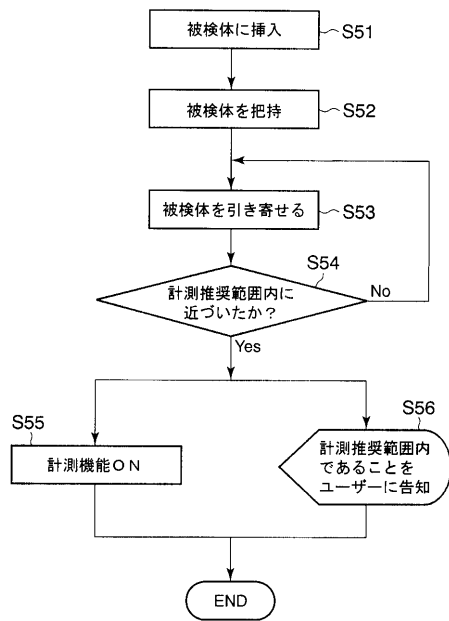 被検体に挿入
S51
被検体を把持
S52
被検体を引き寄せる
S53
S54
計測推奨範囲内に
近づいたか？
No
Yes
S55
計測機能ON
S56
計測推奨範囲内
であることを
ユーザーに告知
END